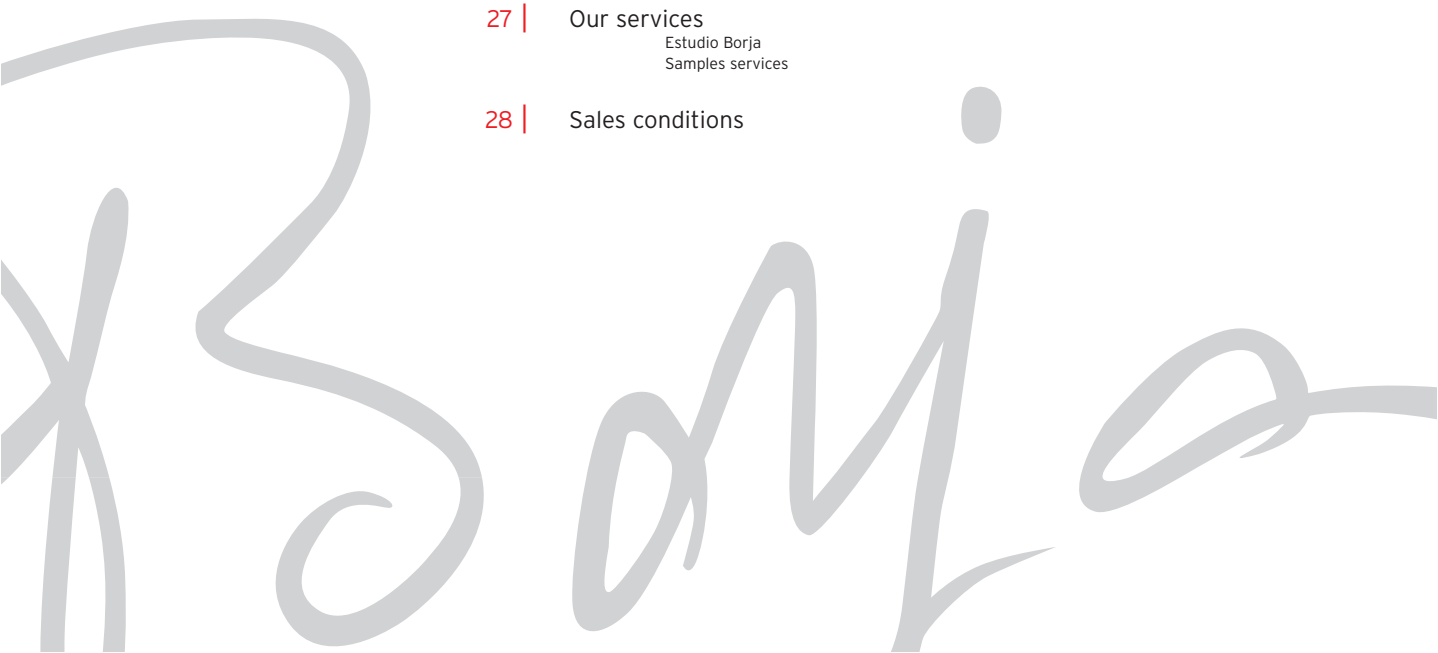 27 Our services
Estudio Borja
Samples services
28 Sales conditions
Borja